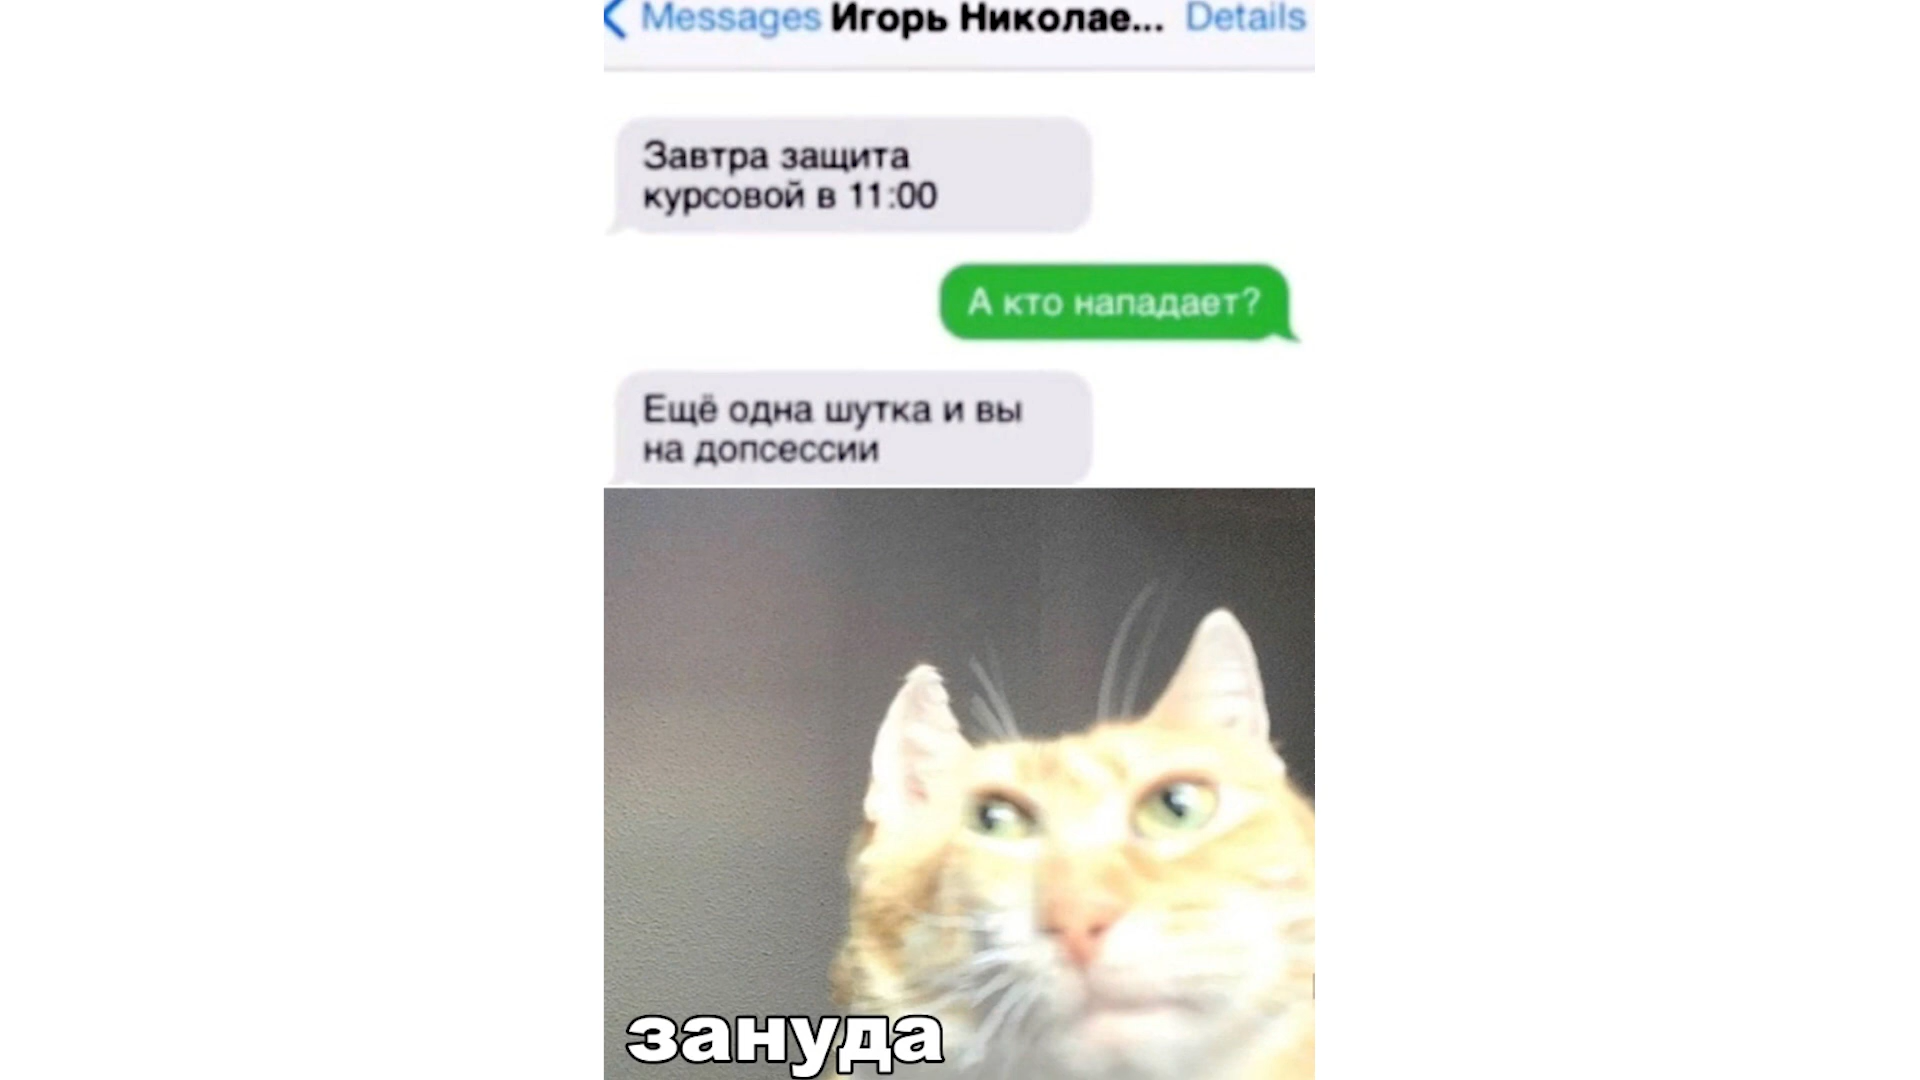 Messages Игорь Николае... Details
Завтра защита
курсовой в 11:00
А кто нападает?
Ещё одна шутка и вы
на допсессии
зануда